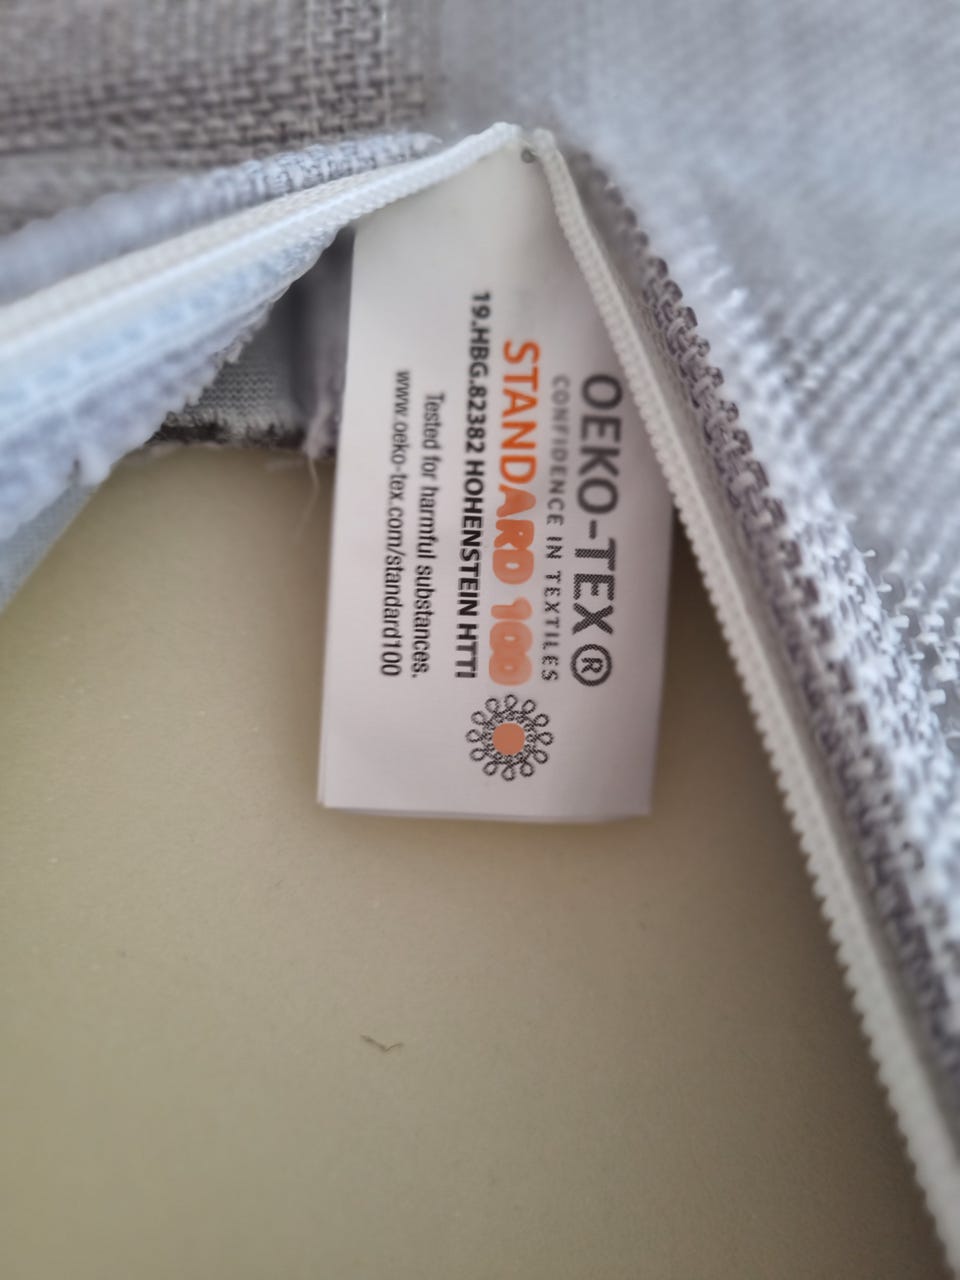 OEKO-TEX®
CONFIDENCE IN TEXTILES
STANDARD 100
19.HBG.82382 HOHENSTEIN HTTI
Tested for harmful substances.
www.oeko-tex.com/standard100